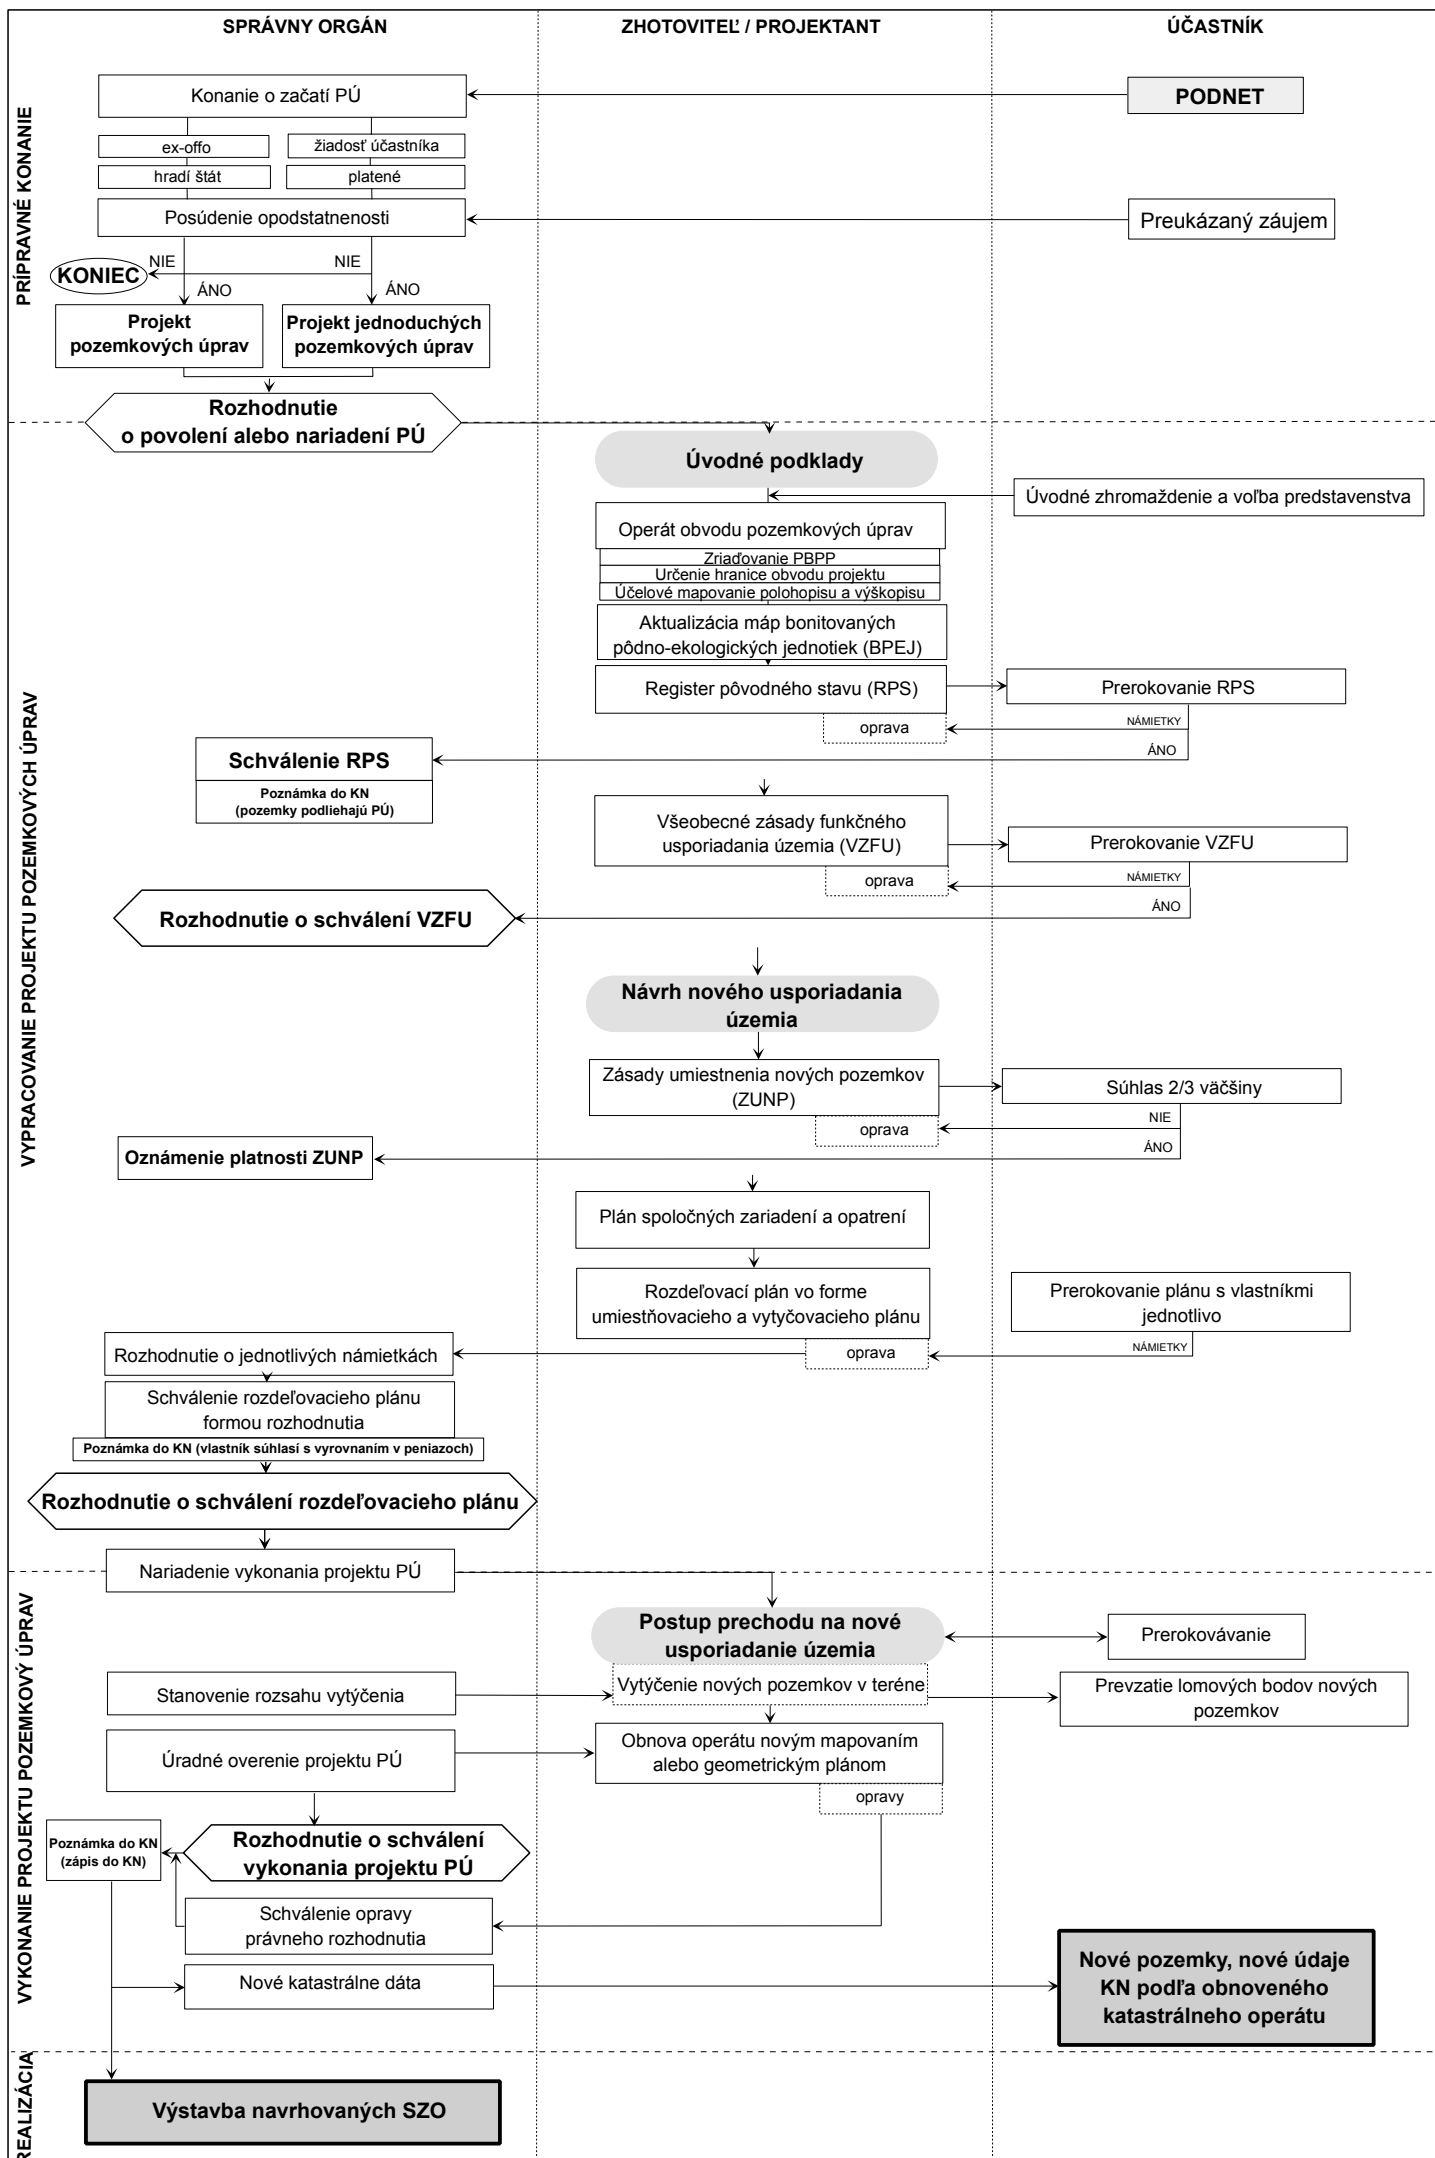 SPRÁVNY ORGÁN
ZHOTOVITEĽ / PROJEKTANT
ÚČASTNÍK
PRÍPRAVNÉ KONANIE
Konanie o začatí PÚ
PODNET
ex-offo
žiadosť účastníka
hradí štát
platené
Posúdenie opodstatnenosti
Preukázaný záujem
KONIEC
NIE
NIE
ÁNO
ÁNO
Projekt
pozemkových úprav
Projekt jednoduchých
pozemkových úprav
Rozhodnutie
o povolení alebo nariadení PÚ
VYPRACOVANIE PROJEKTU POZEMKOVÝCH ÚPRAV
Úvodné podklady
Úvodné zhromaždenie a voľba predstavenstva
Operát obvodu pozemkových úprav
Zriaďovanie PBPP
Určenie hranice obvodu projektu
Účelové mapovanie polohopisu a výškopisu
Aktualizácia máp bonitovaných
pôdno-ekologických jednotiek (BPEJ)
Register pôvodného stavu (RPS)
Prerokovanie RPS
oprava
NÁMIETKY
ÁNO
Schválenie RPS
Poznámka do KN
(pozemky podliehajú PÚ)
Všeobecné zásady funkčného
usporiadania územia (VZFU)
Prerokovanie VZFU
oprava
NÁMIETKY
ÁNO
Rozhodnutie o schválení VZFU
Návrh nového usporiadania
územia
Zásady umiestnenia nových pozemkov
(ZUNP)
Súhlas 2/3 väčšiny
oprava
NIE
ÁNO
Oznámenie platnosti ZUNP
Plán spoločných zariadení a opatrení
Rozdeľovací plán vo forme
umiestňovacieho a vytyčovacieho plánu
Prerokovanie plánu s vlastníkmi
jednotlivo
oprava
NÁMIETKY
Rozhodnutie o jednotlivých námietkách
Schválenie rozdeľovacieho plánu
formou rozhodnutia
Poznámka do KN (vlastník súhlasí s vyrovnaním v peniazoch)
Rozhodnutie o schválení rozdeľovacieho plánu
Nariadenie vykonania projektu PÚ
VYKONANIE PROJEKTU POZEMKOVÝ ÚPRAV
Postup prechodu na nové
usporiadanie územia
Prerokovávanie
Stanovenie rozsahu vytýčenia
Vytýčenie nových pozemkov v teréne
Prevzatie lomových bodov nových
pozemkov
Úradné overenie projektu PÚ
Obnova operátu novým mapovaním
alebo geometrickým plánom
opravy
Poznámka do KN
(zápis do KN)
Rozhodnutie o schválení
vykonania projektu PÚ
Schválenie opravy
právneho rozhodnutia
Nové katastrálne dáta
Nové pozemky, nové údaje
KN podľa obnoveného
katastrálneho operátu
REALIZÁCIA
Výstavba navrhovaných SZO